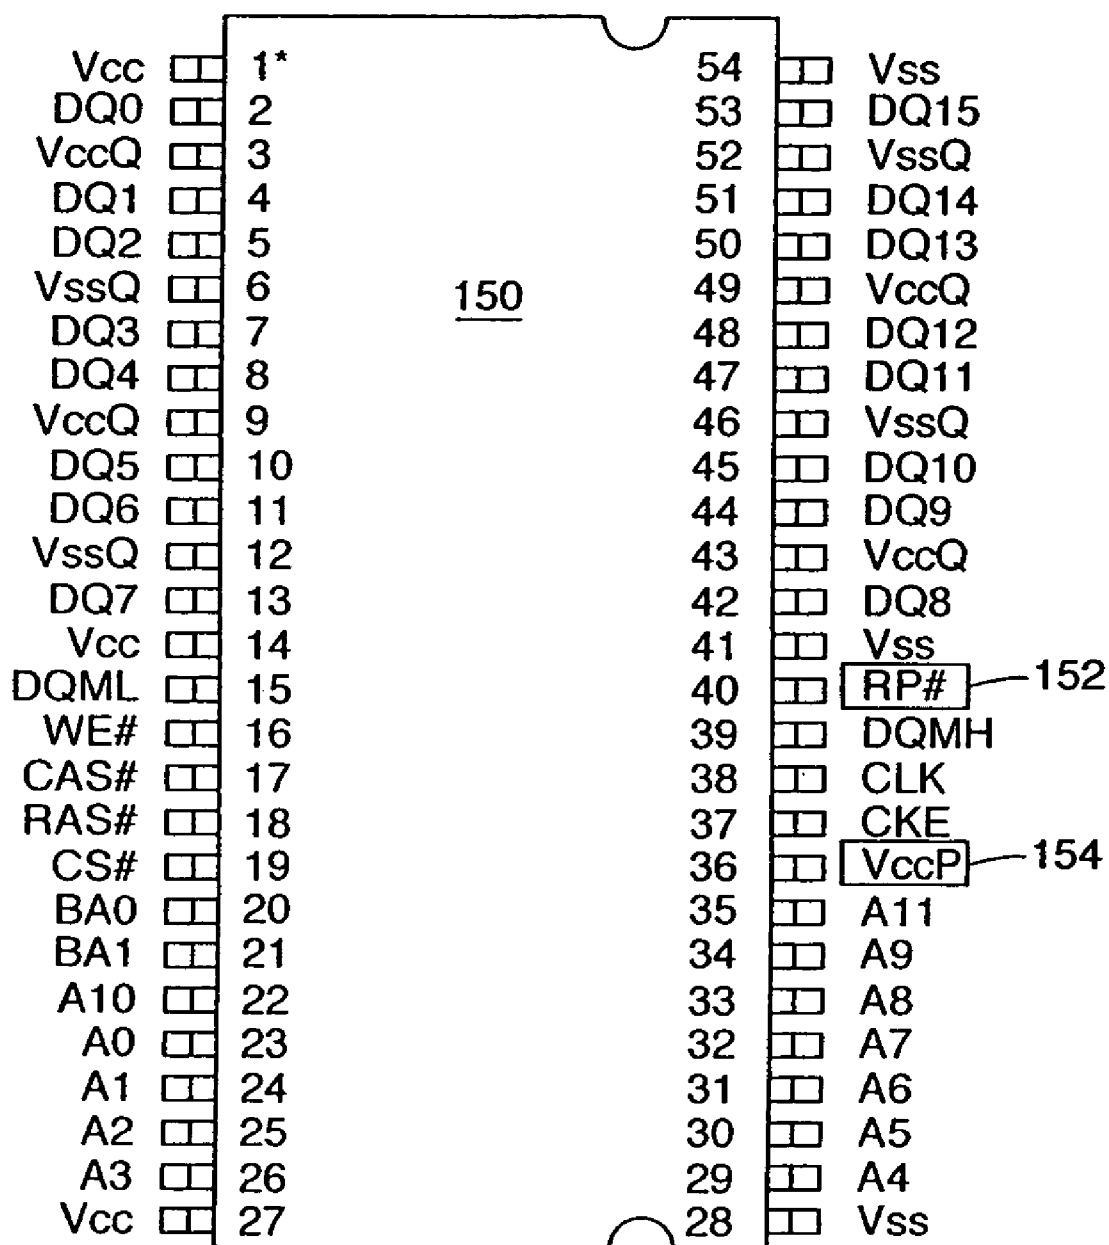 Vcc 1* 54 Vss
DQ0 2 53 DQ15
VccQ 3 52 VssQ
DQ1 4 51 DQ14
DQ2 5 50 DQ13
VssQ 6 150 49 VccQ
DQ3 7 48 DQ12
DQ4 8 47 DQ11
VccQ 9 46 VssQ
DQ5 10 45 DQ10
DQ6 11 44 DQ9
VssQ 12 43 VccQ
DQ7 13 42 DQ8
Vcc 14 41 Vss
DQML 15 40 RP# 152
WE# 16 39 DQMH
CAS# 17 38 CLK
RAS# 18 37 CKE
CS# 19 36 VccP 154
BA0 20 35 A11
BA1 21 34 A9
A10 22 33 A8
A0 23 32 A7
A1 24 31 A6
A2 25 30 A5
A3 26 29 A4
Vcc 27 28 Vss